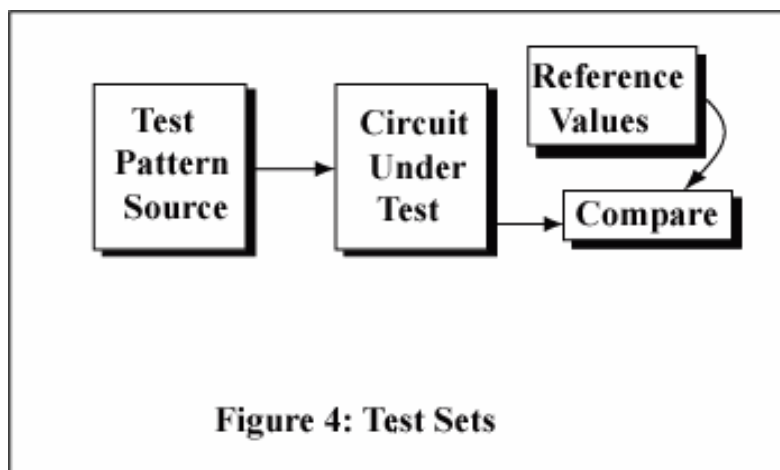 Test
Pattern
Source
Circuit
Under
Test
Reference
Values
Compare
Figure 4: Test Sets